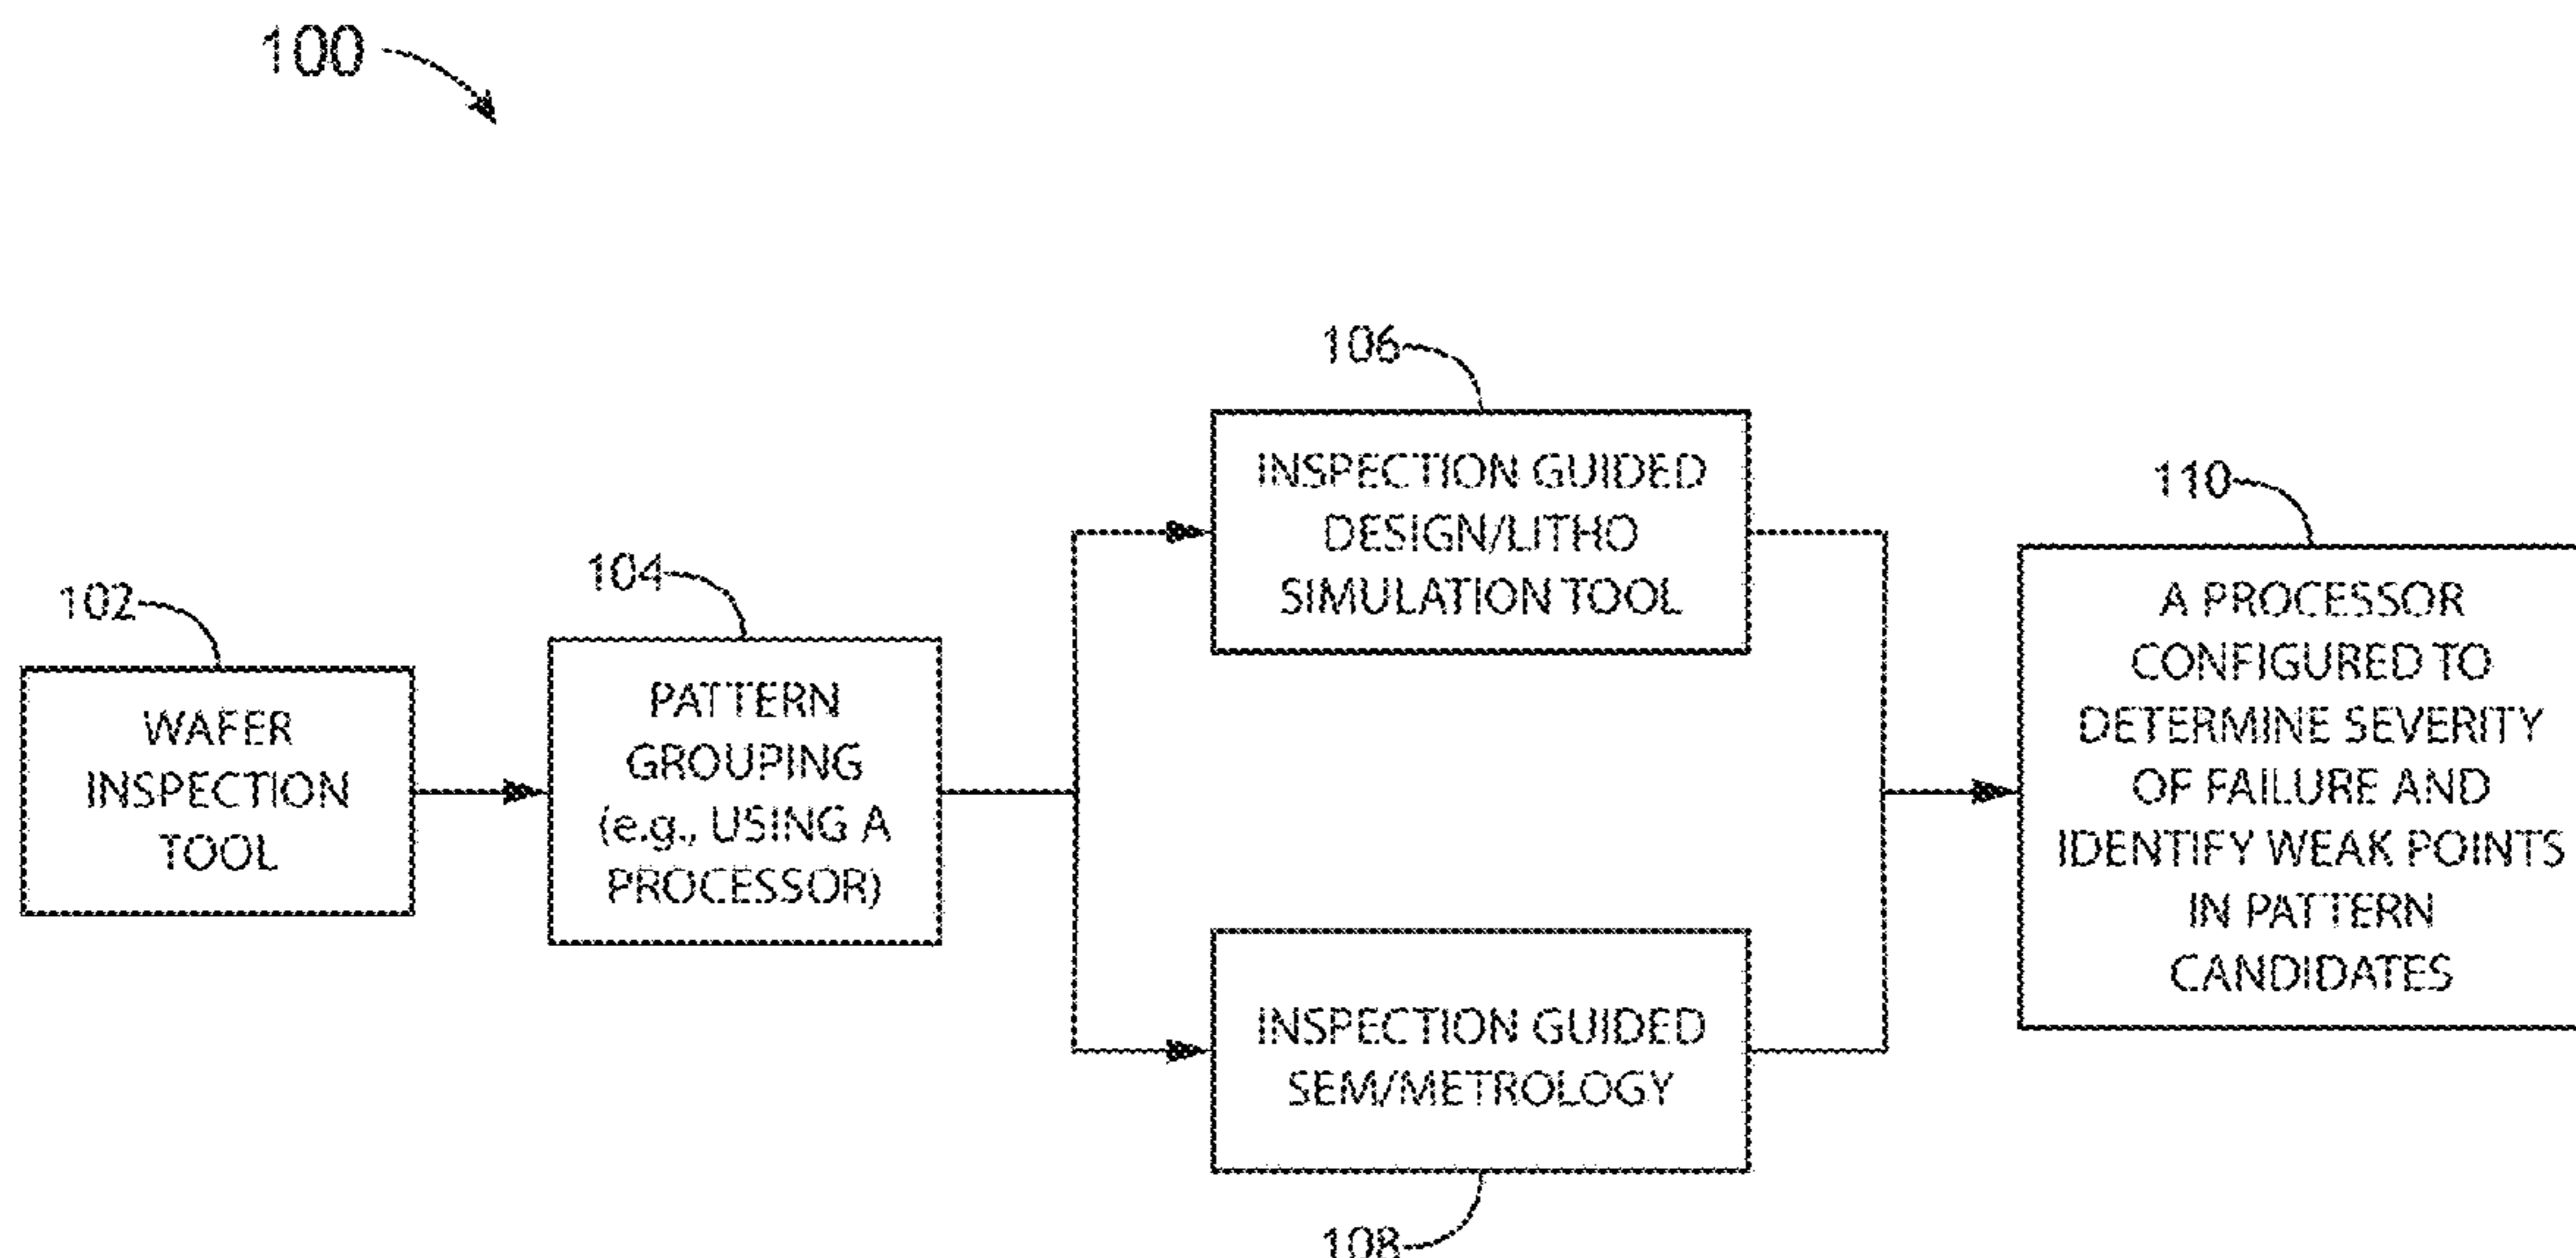 100
106
INSPECTION GUIDED
DESIGN/LITHO
SIMULATION TOOL
110
A PROCESSOR
CONFIGURED TO
DETERMINE SEVERITY
OF FAILURE AND
IDENTIFY WEAK POINTS
IN PATTERN
CANDIDATES
104
PATTERN
GROUPING
(e.g., USING A
PROCESSOR)
102
WAFER
INSPECTION
TOOL
INSPECTION GUIDED
SEM/METROLOGY
108